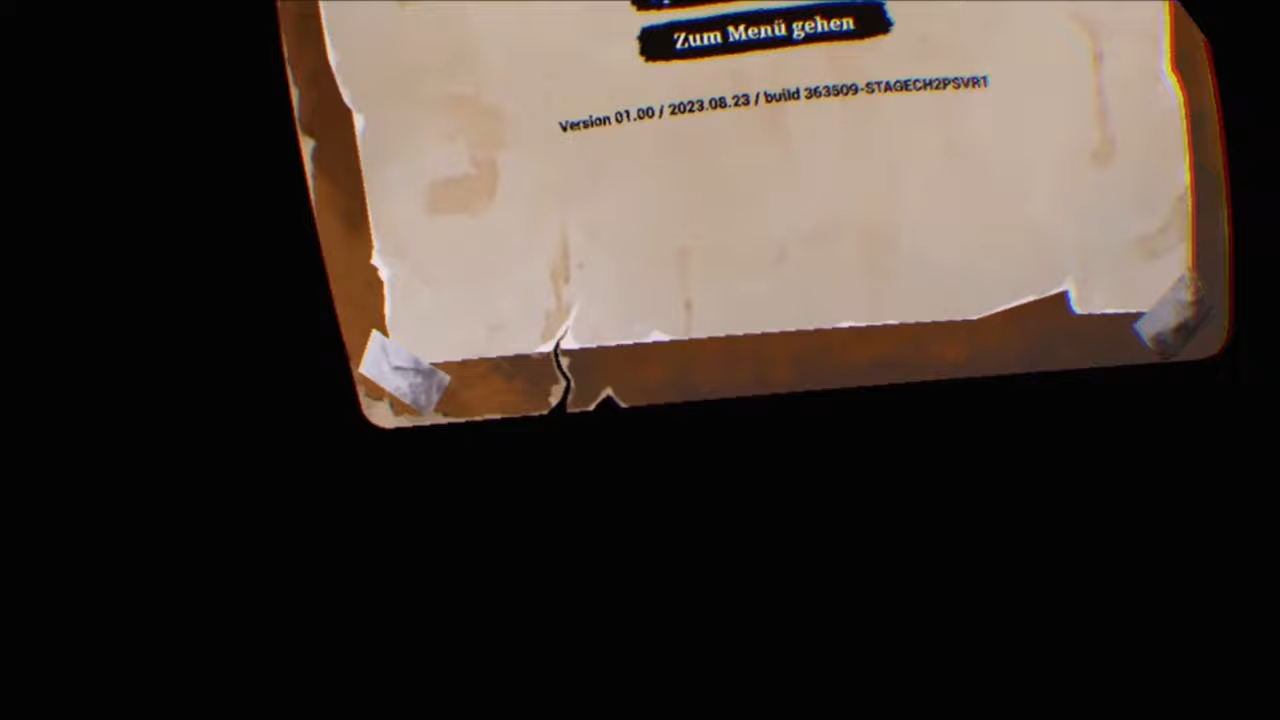 Zum Menü gehen
Version 01.00 / 2023.08.23 / build 363509-STAGECH2PSVR1